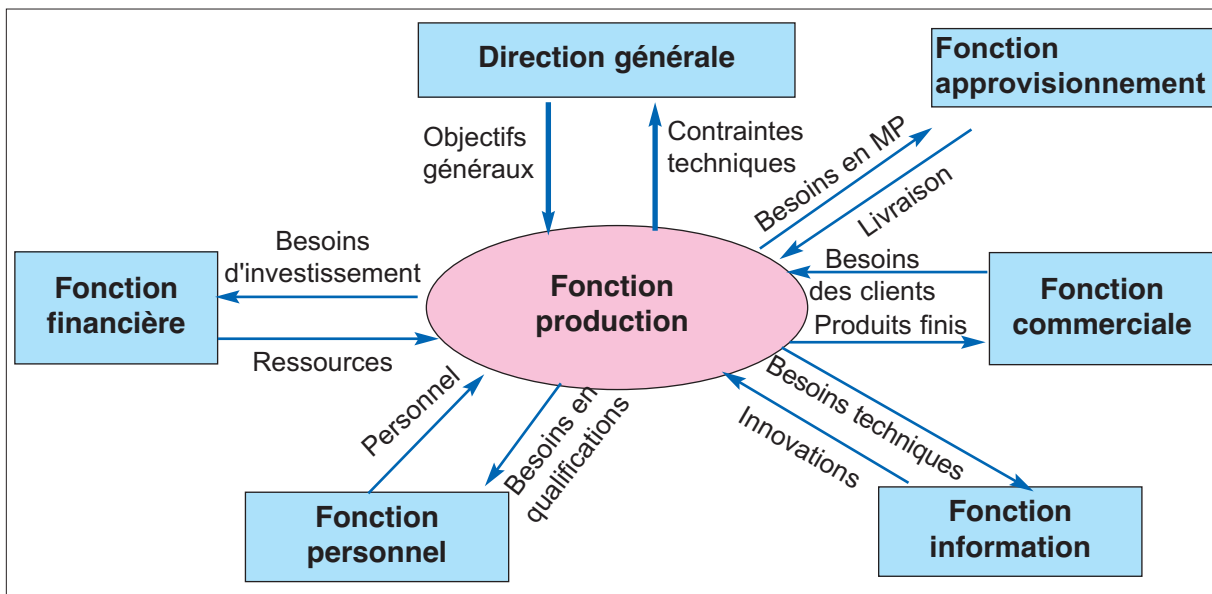 Direction générale
Fonction
approvisionnement
Objectifs
généraux
Contraintes
techniques
Besoins en MP
Livraison
Besoins
d'investissement
Fonction
financière
Ressources
Fonction
production
Besoins
des clients
Produits finis
Fonction
commerciale
Personnel
Besoins en
qualifications
Innovations
Besoins techniques
Fonction
personnel
Fonction
information